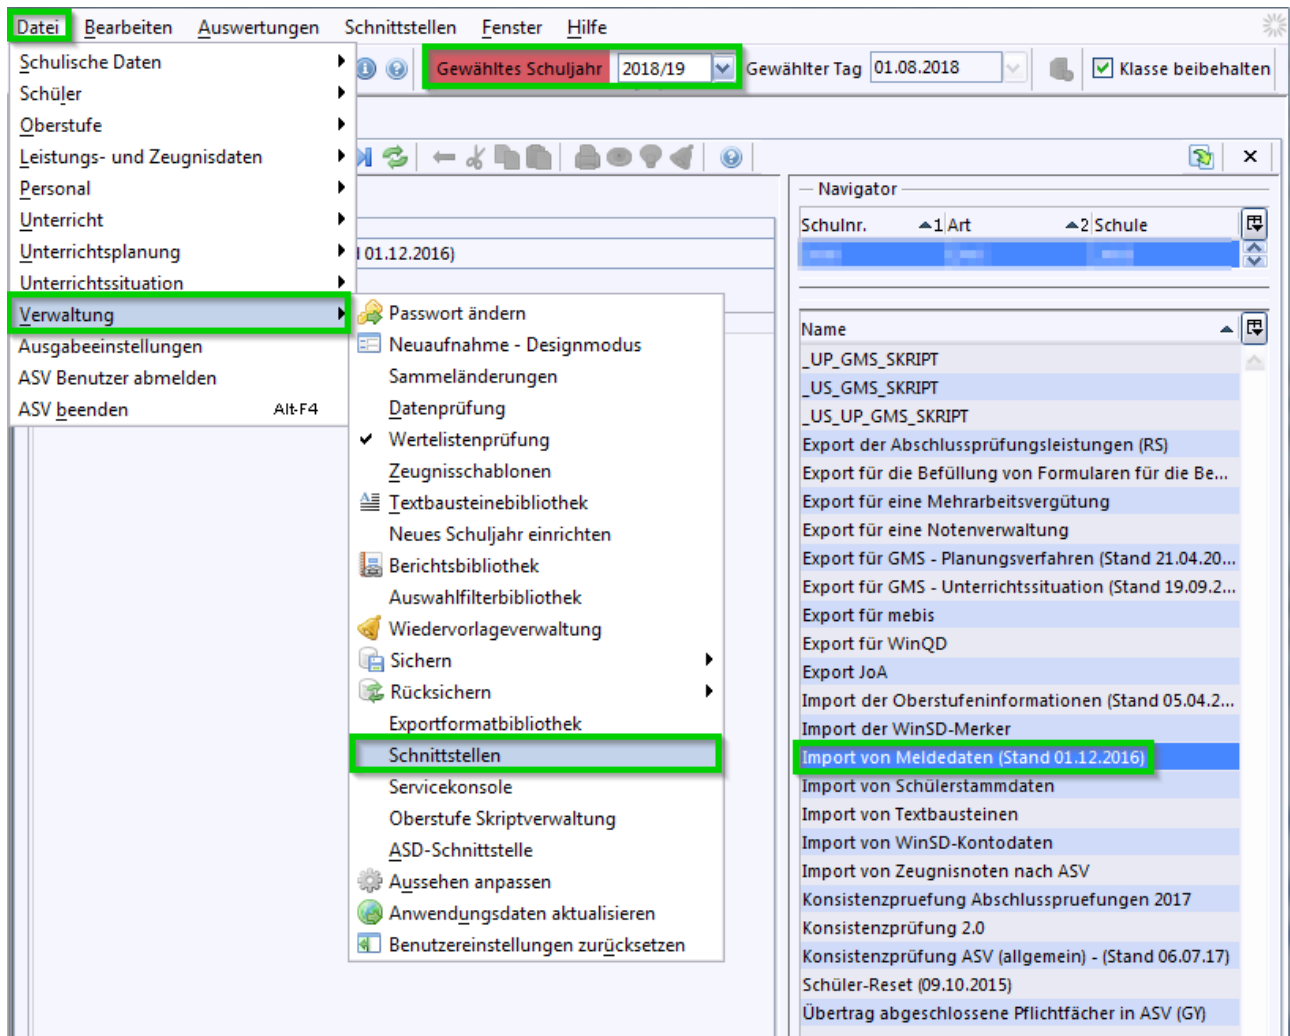 Datei Bearbeiten Auswertungen Schnittstellen Fenster Hilfe
Gewähltes Schuljahr 2018/19 Gewählter Tag 01.08.2018 Klasse beibehalten
Schulische Daten
Schüler
Oberstufe
Leistungs- und Zeugnisdaten
Personal
Unterricht
Unterrichtsplanung
Unterrichtssituation
Verwaltung
Ausgabeeinstellungen
ASV Benutzer abmelden
ASV beenden Alt-F4
01.12.2016)
Passwort ändern
Neuaufnahme - Designmodus
Sammeländerungen
Datenprüfung
Wertelistenprüfung
Zeugnisschablonen
Textbausteinebibliothek
Neues Schuljahr einrichten
Berichtsbibliothek
Auswahlfilterbibliothek
Wiedervorlageverwaltung
Sichern
Rücksichern
Exportformatbibliothek
Schnittstellen
Servicekonsole
Oberstufe Skriptverwaltung
ASD-Schnittstelle
Aussehen anpassen
Anwendungsdaten aktualisieren
Benutzereinstellungen zurücksetzen
Navigator
Schulnr. 1 Art 2 Schule
Name
_UP_GMS_SKRIPT
_US_GMS_SKRIPT
_US_UP_GMS_SKRIPT
Export der Abschlussprüfungsleistungen (RS)
Export für die Befüllung von Formularen für die Be...
Export für eine Mehrarbeitsvergütung
Export für eine Notenverwaltung
Export für GMS - Planungsverfahren (Stand 21.04.20...
Export für GMS - Unterrichtssituation (Stand 19.09.2...
Export für mebis
Export für WinQD
Export JoA
Import der Oberstufeninformationen (Stand 05.04.2...
Import der WinSD-Merker
Import von Meldedaten (Stand 01.12.2016)
Import von Schülerstammdaten
Import von Textbausteinen
Import von WinSD-Kontodaten
Import von Zeugnisnoten nach ASV
Konsistenzpruefung Abschlusspruefungen 2017
Konsistenzprüfung 2.0
Konsistenzprüfung ASV (allgemein) - (Stand 06.07.17)
Schüler-Reset (09.10.2015)
Übertrag abgeschlossene Pflichtfächer in ASV (GY)